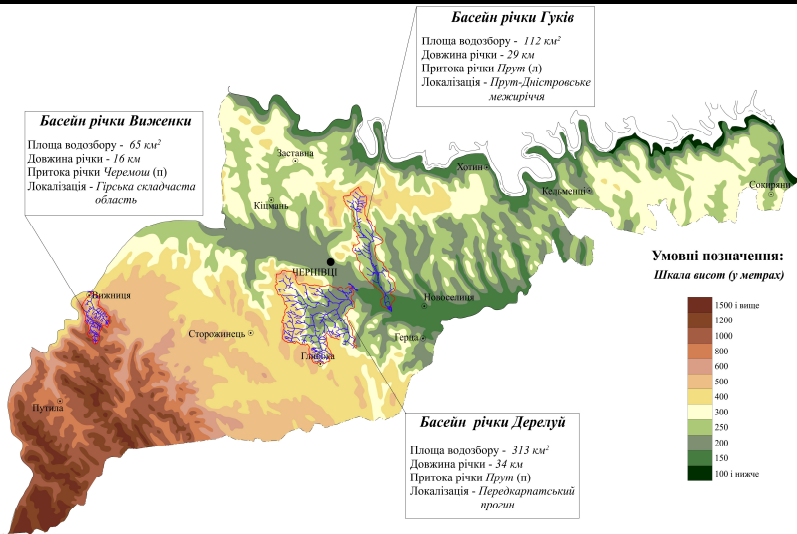 Басейн річки Гуків
Площа водозбору - 112 км²
Довжина річки - 29 км
Притока річки Прут (л)
Локалізація - Прут-Дністровське
межиріччя
Басейн річки Виженки
Площа водозбору - 65 км²
Довжина річки - 16 км
Притока річки Черемош (п)
Локалізація - Гірська складчаста
область
Заставна
Хотин
Кельменці
Сокиряни
Кіцмань
ЧЕРНІВЦІ
Вижниця
Новоселиця
Сторожинець
Герца
Глибока
Путила
Умовні позначення:
Шкала висот (у метрах)
1500 і вище
1200
1000
800
600
500
400
300
250
200
150
100 і нижче
Басейн річки Дерелуй
Площа водозбору - 313 км²
Довжина річки - 34 км
Притока річки Прут (п)
Локалізація - Передкарпатський
прогин